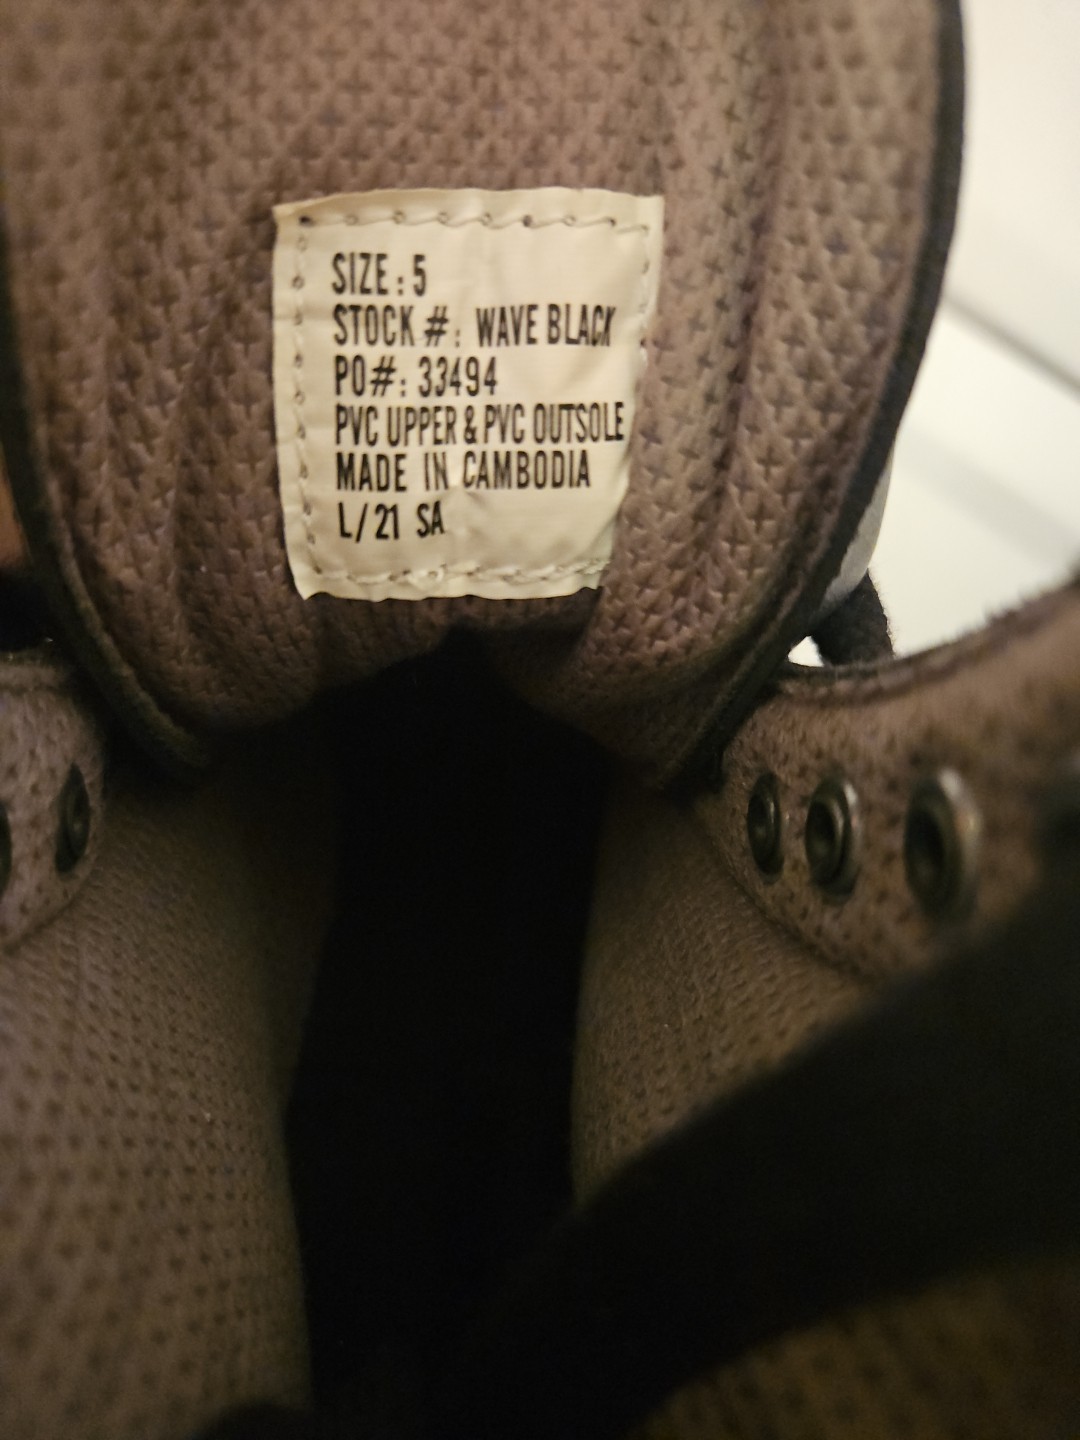 SIZE: 5
STOCK #: WAVE BLACK
PO#: 33494
PVC UPPER & PVC OUTSOLE
MADE IN CAMBODIA
L/21 SA